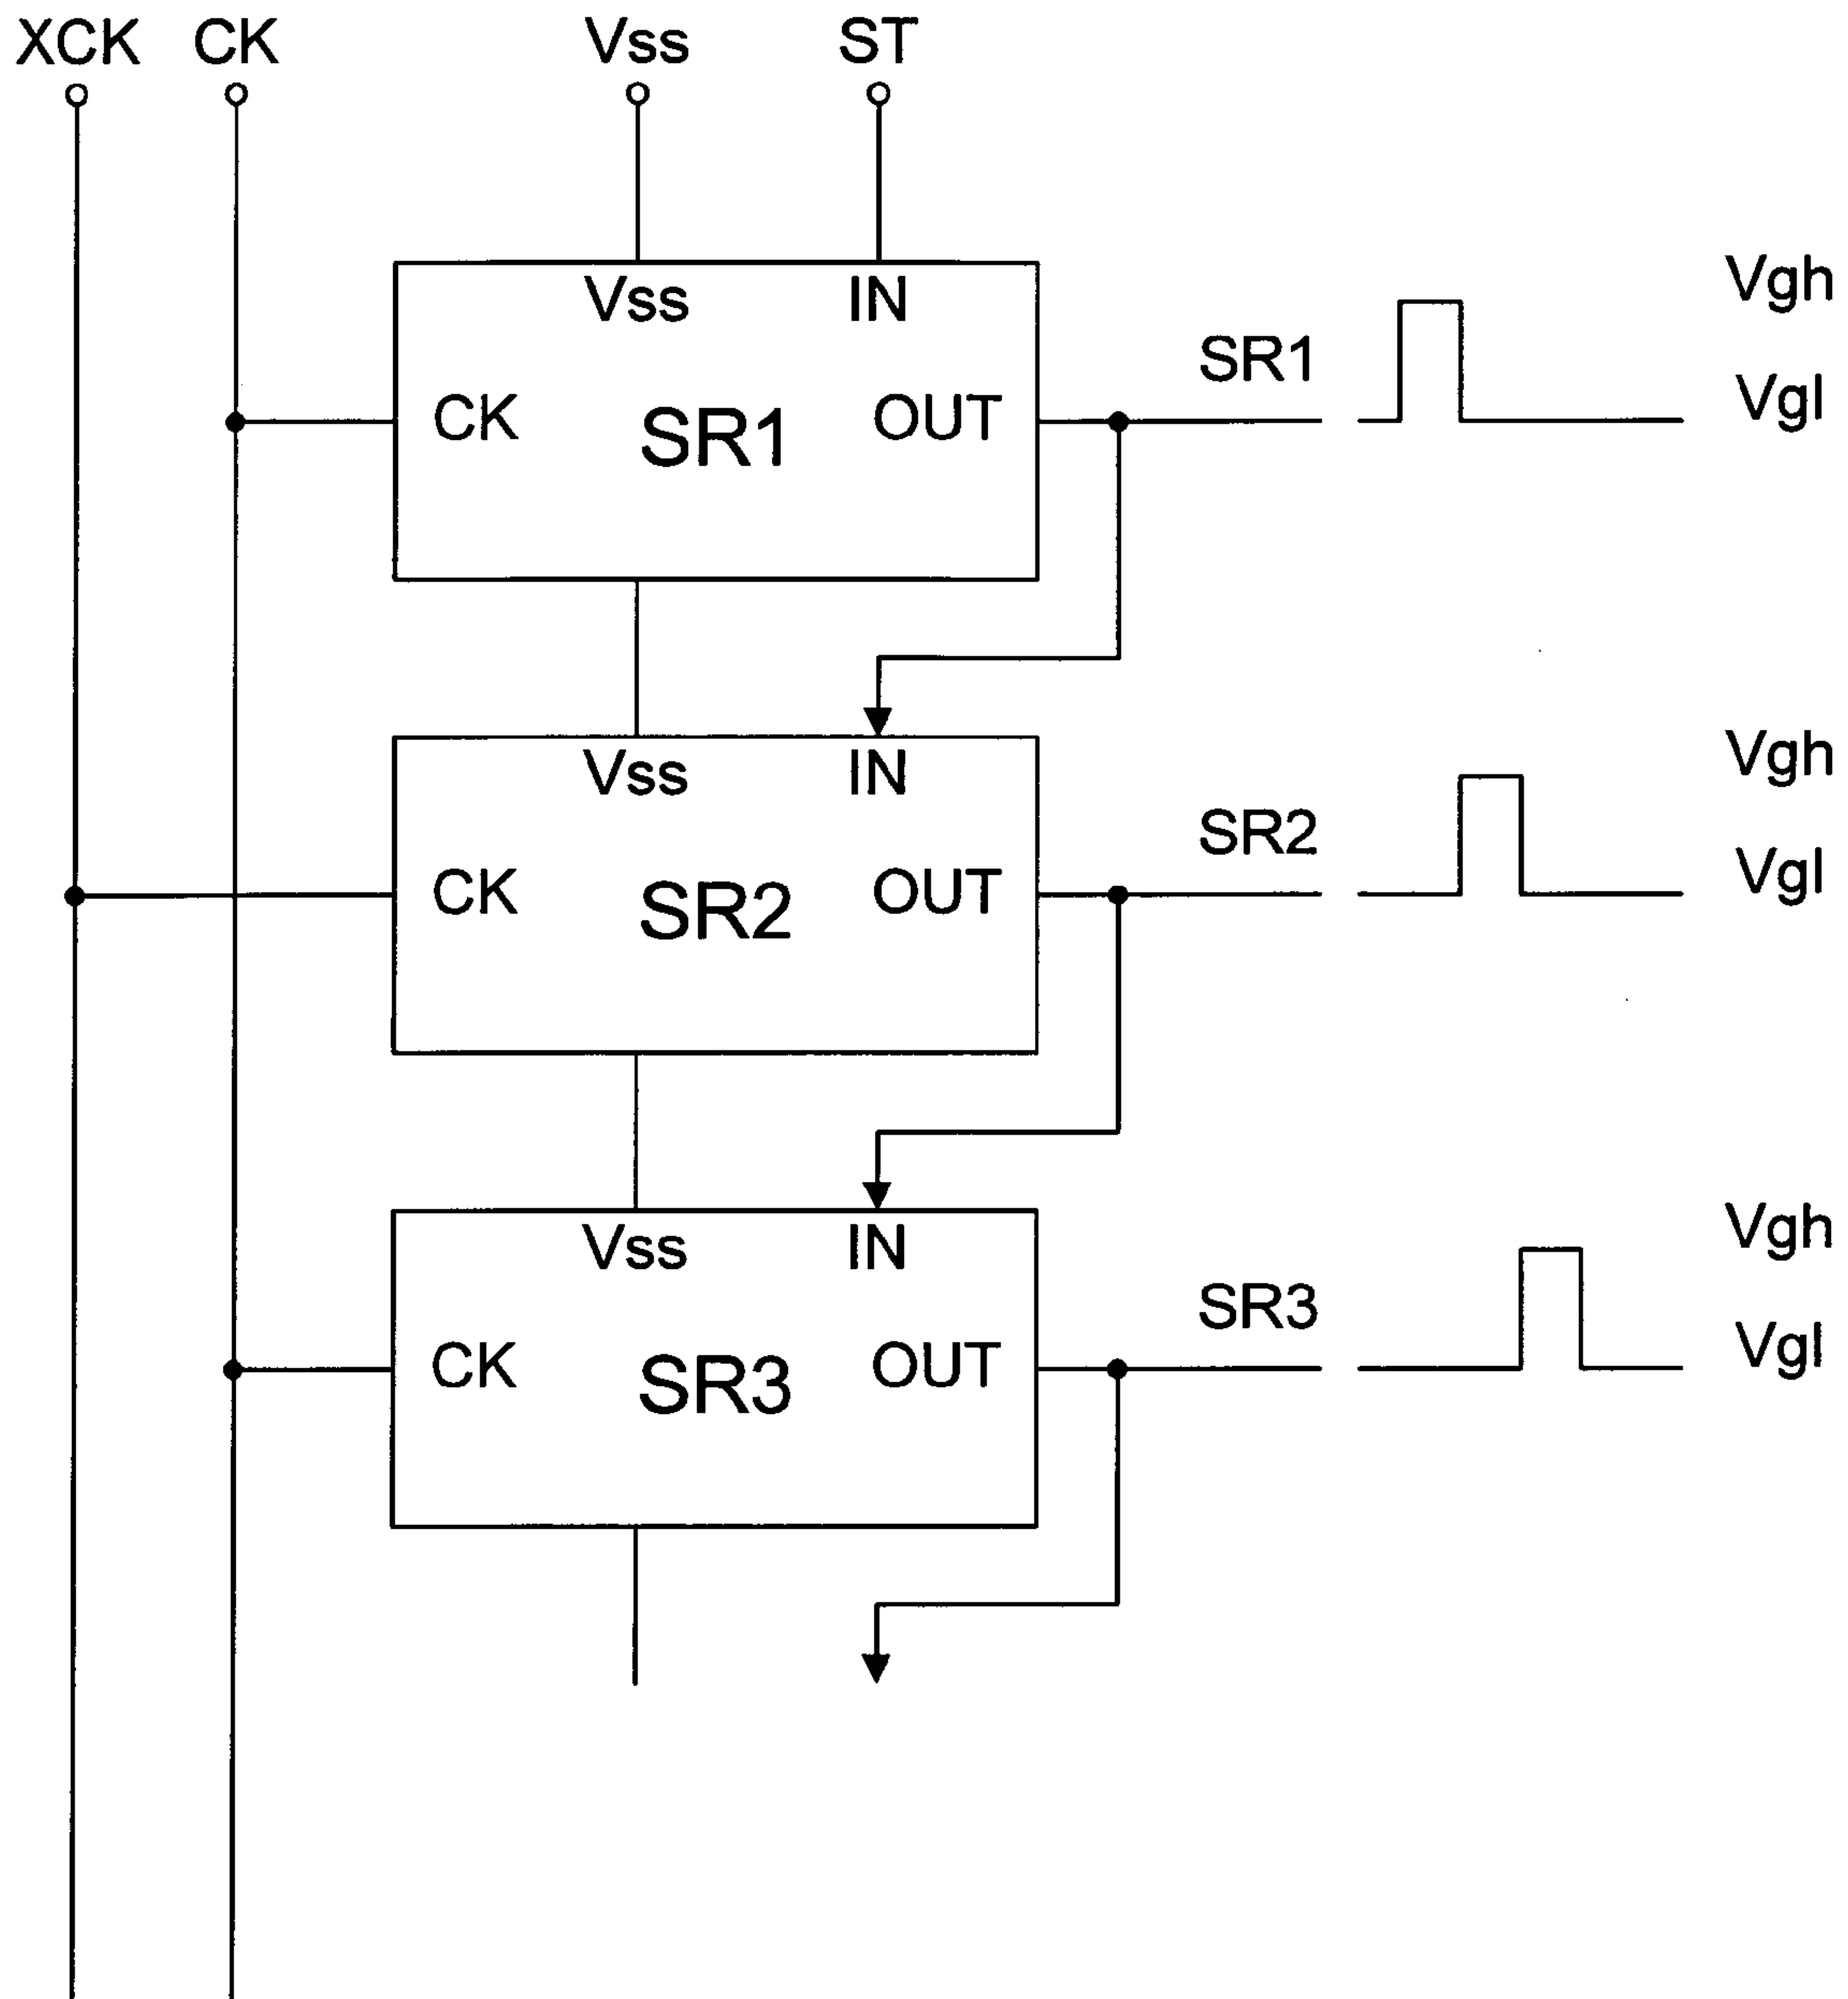 XCK CK Vss ST
Vss IN
CK SR1 OUT
SR1
Vgh
Vgl
Vss IN
CK SR2 OUT
SR2
Vgh
Vgl
Vss IN
CK SR3 OUT
SR3
Vgh
Vgl